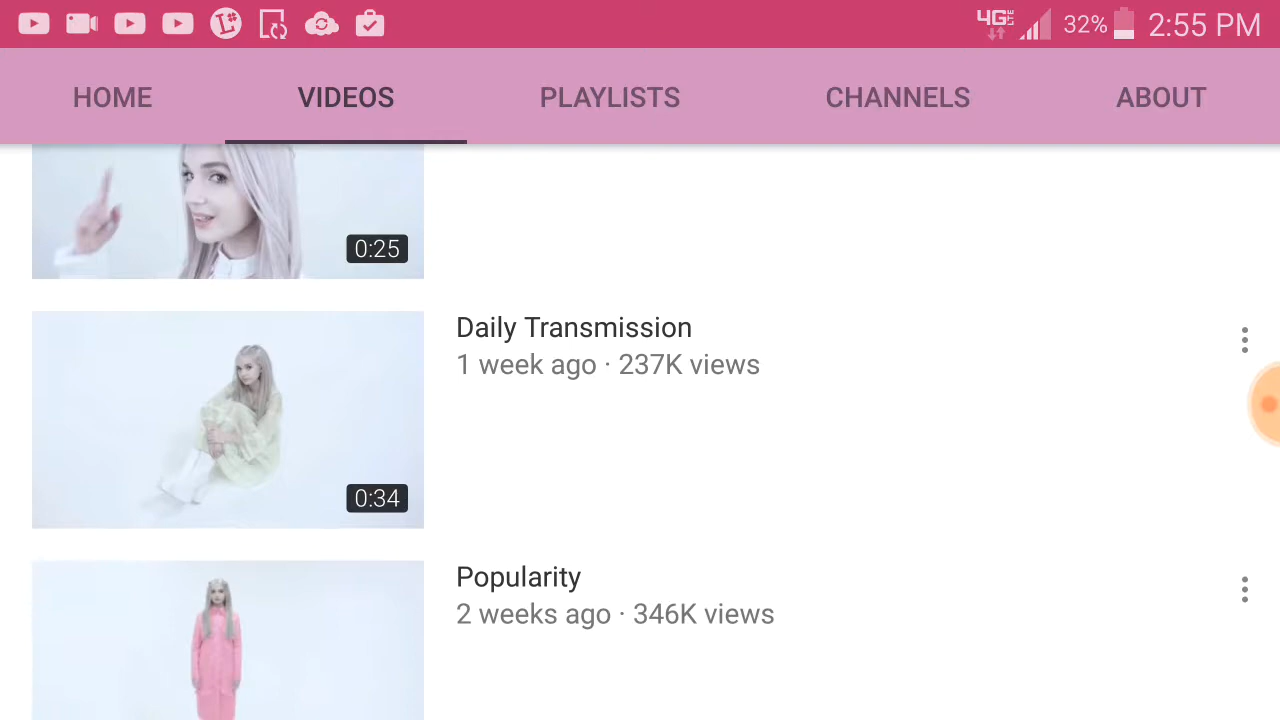 4G LTE 32% 2:55 PM
HOME VIDEOS PLAYLISTS CHANNELS ABOUT
0:25
Daily Transmission
1 week ago · 237K views
0:34
Popularity
2 weeks ago · 346K views